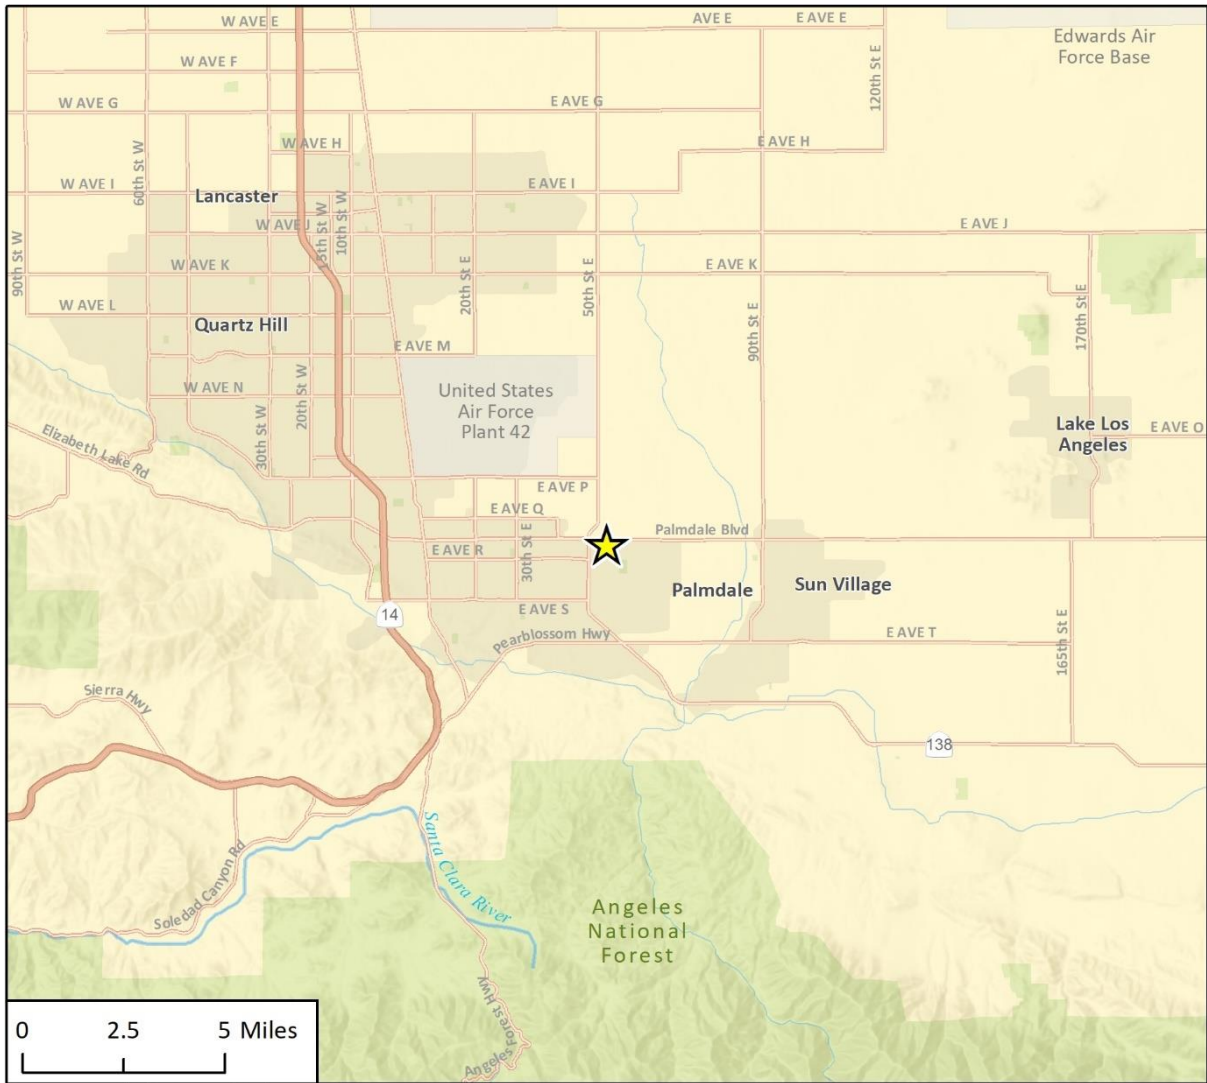 W AVE E
AVE E
E AVE E
Edwards Air
Force Base
W AVE F
120th St E
W AVE G
E AVE G
W AVE H
E AVE H
60th St W
W AVE I
Lancaster
E AVE I
W AVE J
15th St W
10th St W
E AVE J
90th St W
W AVE K
20th St E
50th St E
E AVE K
W AVE L
Quartz Hill
90th St E
170th St E
E AVE M
W AVE N
20th St W
United States
Air Force
Plant 42
30th St W
Elizabeth Lake Rd
Lake Los
Angeles
E AVE O
E AVE P
E AVE Q
30th St E
Palmdale Blvd
E AVE R
Palmdale
Sun Village
14
E AVE S
Pearblossom Hwy
E AVE T
165th St E
Sierra Hwy
138
Santa Clara River
Soledad Canyon Rd
Angeles
National
Forest
Angeles Forest Hwy
0 2.5 5 Miles